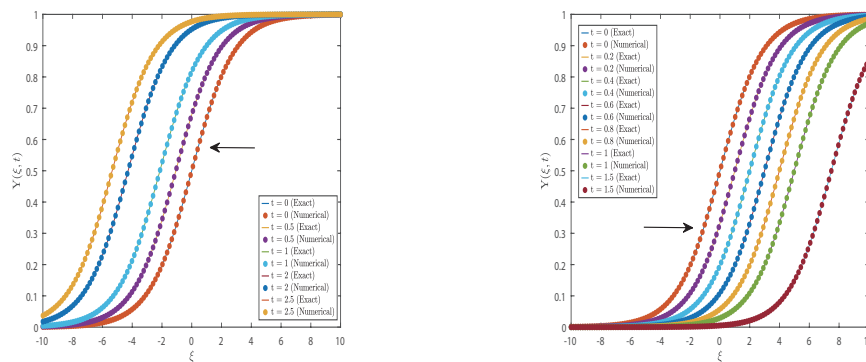 1
0.9
0.8
0.7
0.6
0.5
0.4
0.3
0.2
0.1
0
Υ(ξ, t)
-10 -8 -6 -4 -2 0 2 4 6 8 10
ξ
t = 0 (Exact)
t = 0 (Numerical)
t = 0.5 (Exact)
t = 0.5 (Numerical)
t = 1 (Exact)
t = 1 (Numerical)
t = 2 (Exact)
t = 2 (Numerical)
t = 2.5 (Exact)
t = 2.5 (Numerical)
1
0.9
0.8
0.7
0.6
0.5
0.4
0.3
0.2
0.1
0
Υ(ξ, t)
-10 -8 -6 -4 -2 0 2 4 6 8
ξ
t = 0 (Exact)
t = 0 (Numerical)
t = 0.2 (Exact)
t = 0.2 (Numerical)
t = 0.4 (Exact)
t = 0.4 (Numerical)
t = 0.6 (Exact)
t = 0.6 (Numerical)
t = 0.8 (Exact)
t = 0.8 (Numerical)
t = 1 (Exact)
t = 1 (Numerical)
t = 1.5 (Exact)
t = 1.5 (Numerical)